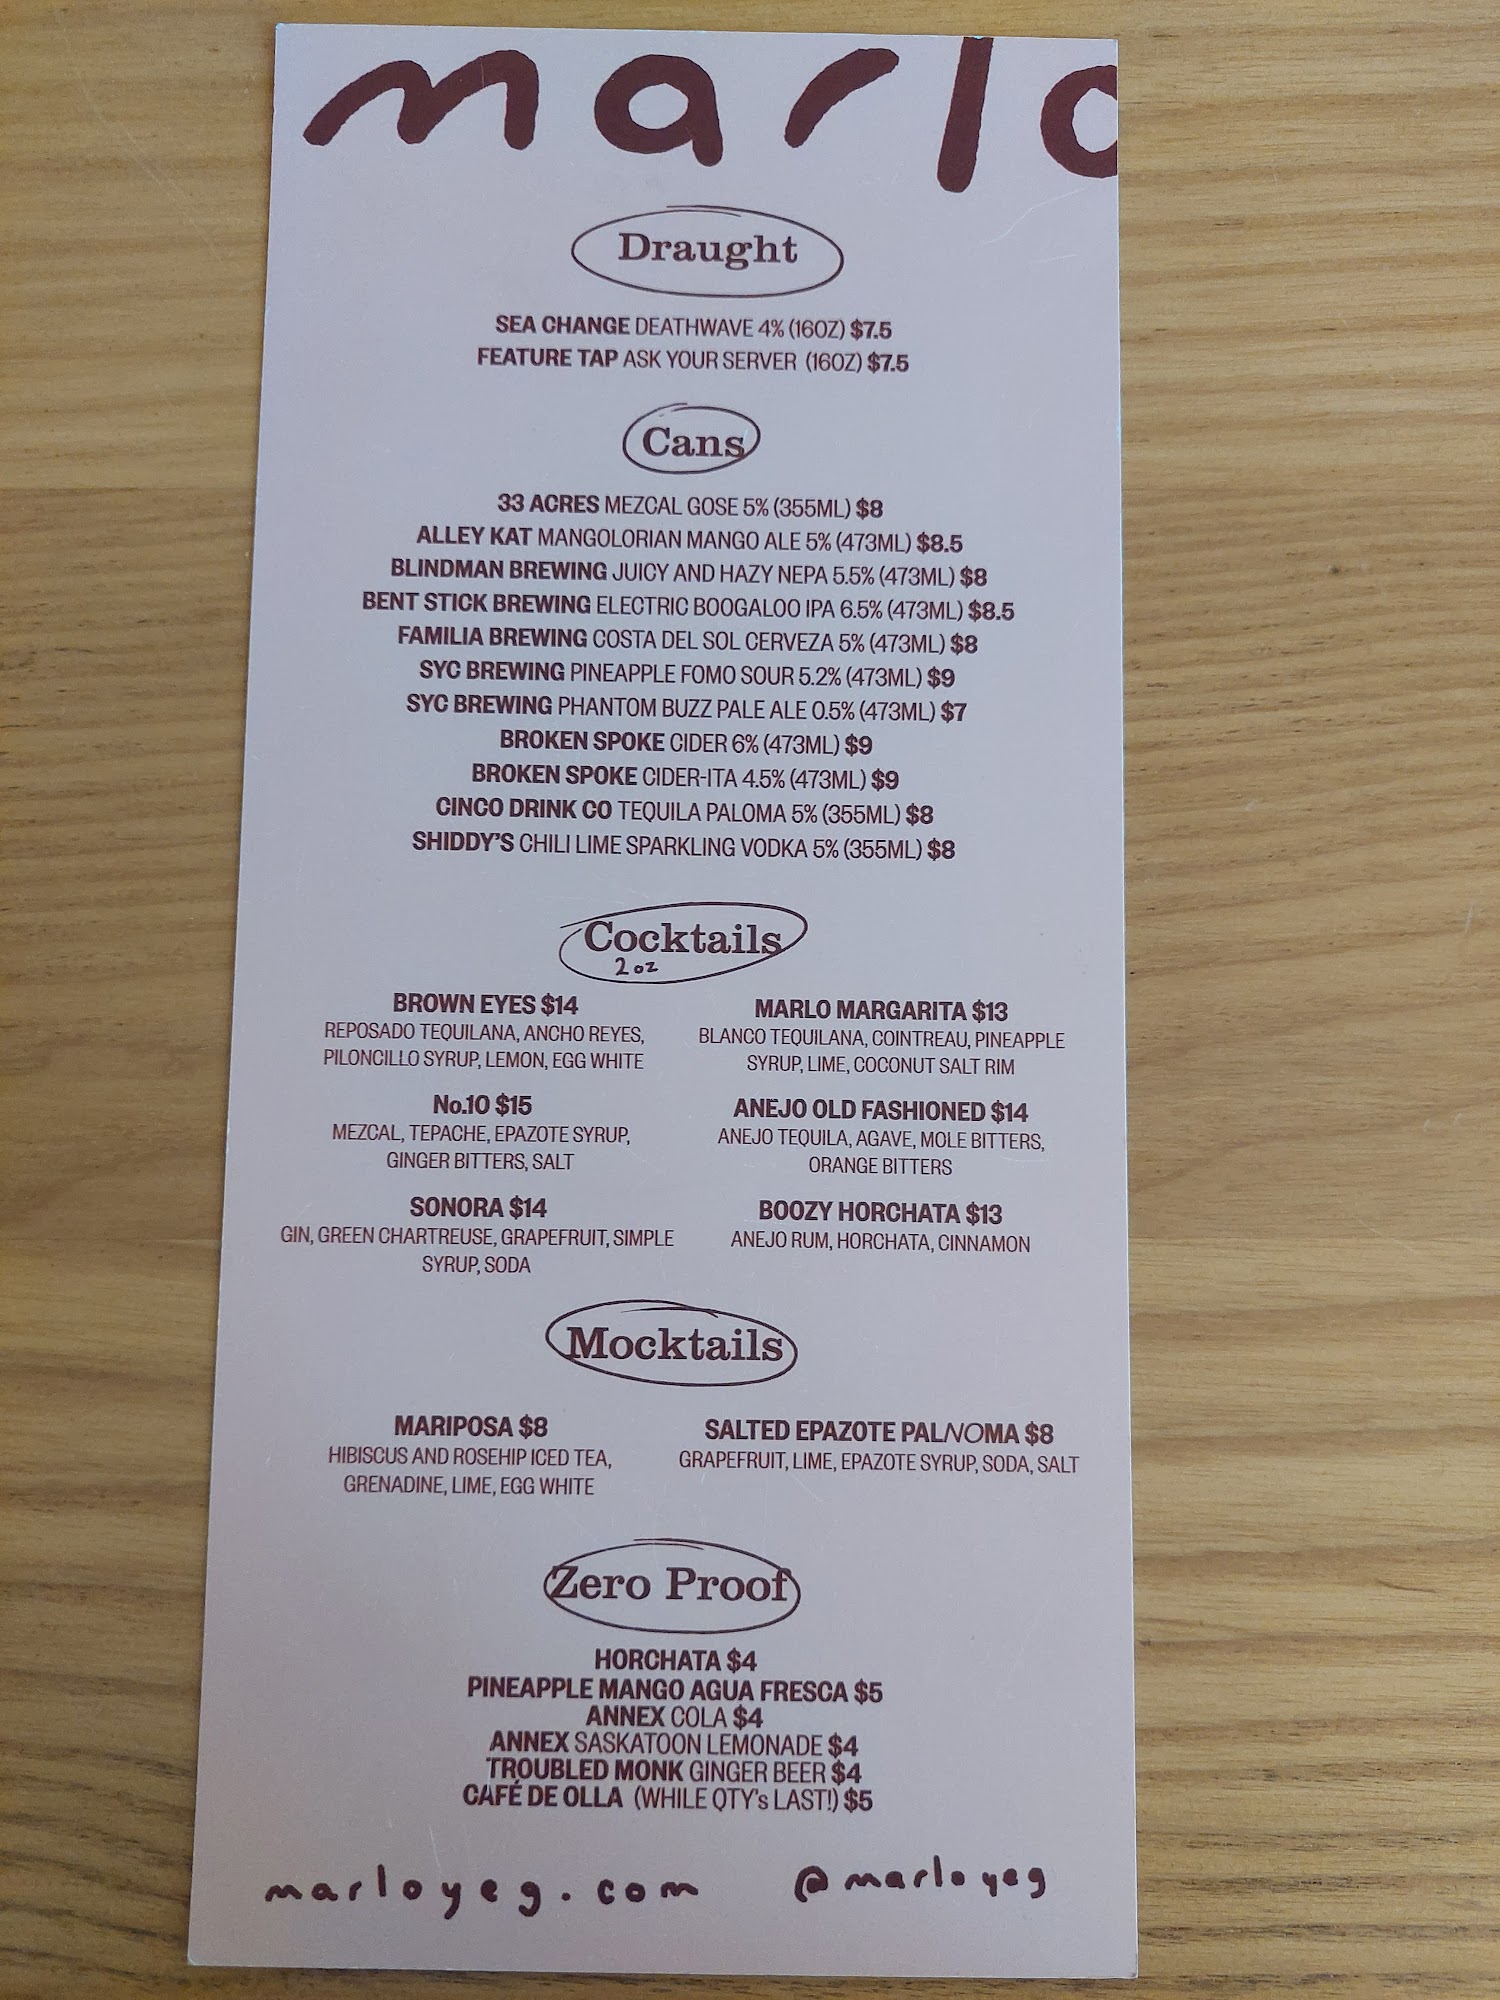 marlo
Draught
SEA CHANGE DEATHWAVE 4% (16OZ) $7.5
FEATURE TAP ASK YOUR SERVER (16OZ) $7.5
Cans
33 ACRES MEZCAL GOSE 5% (355ML) $8
ALLEY KAT MANGOLORIAN MANGO ALE 5% (473ML) $8.5
BLINDMAN BREWING JUICY AND HAZY NEPA 5.5% (473ML) $8
BENT STICK BREWING ELECTRIC BOOGALOO IPA 6.5% (473ML) $8.5
FAMILIA BREWING COSTA DEL SOL CERVEZA 5% (473ML) $8
SYC BREWING PINEAPPLE FOMO SOUR 5.2% (473ML) $9
SYC BREWING PHANTOM BUZZ PALE ALE 0.5% (473ML) $7
BROKEN SPOKE CIDER 6% (473ML) $9
BROKEN SPOKE CIDER-ITA 4.5% (473ML) $9
CINCO DRINK CO TEQUILA PALOMA 5% (355ML) $8
SHIDDY'S CHILI LIME SPARKLING VODKA 5% (355ML) $8
Cocktails
2 oz
BROWN EYES $14
REPOSADO TEQUILANA, ANCHO REYES,
PILONCILLO SYRUP, LEMON, EGG WHITE
MARLO MARGARITA $13
BLANCO TEQUILANA, COINTREAU, PINEAPPLE
SYRUP, LIME, COCONUT SALT RIM
No.10 $15
MEZCAL, TEPACHE, EPAZOTE SYRUP,
GINGER BITTERS, SALT
ANEJO OLD FASHIONED $14
ANEJO TEQUILA, AGAVE, MOLE BITTERS,
ORANGE BITTERS
SONORA $14
GIN, GREEN CHARTREUSE, GRAPEFRUIT, SIMPLE
SYRUP, SODA
BOOZY HORCHATA $13
ANEJO RUM, HORCHATA, CINNAMON
Mocktails
MARIPOSA $8
HIBISCUS AND ROSEHIP ICED TEA,
GRENADINE, LIME, EGG WHITE
SALTED EPAZOTE PALNOMA $8
GRAPEFRUIT, LIME, EPAZOTE SYRUP, SODA, SALT
Zero Proof
HORCHATA $4
PINEAPPLE MANGO AGUA FRESCA $5
ANNEX COLA $4
ANNEX SASKATOON LEMONADE $4
TROUBLED MONK GINGER BEER $4
CAFÉ DE OLLA (WHILE QTY's LAST!) $5
marloyeg.com
@marloyeg